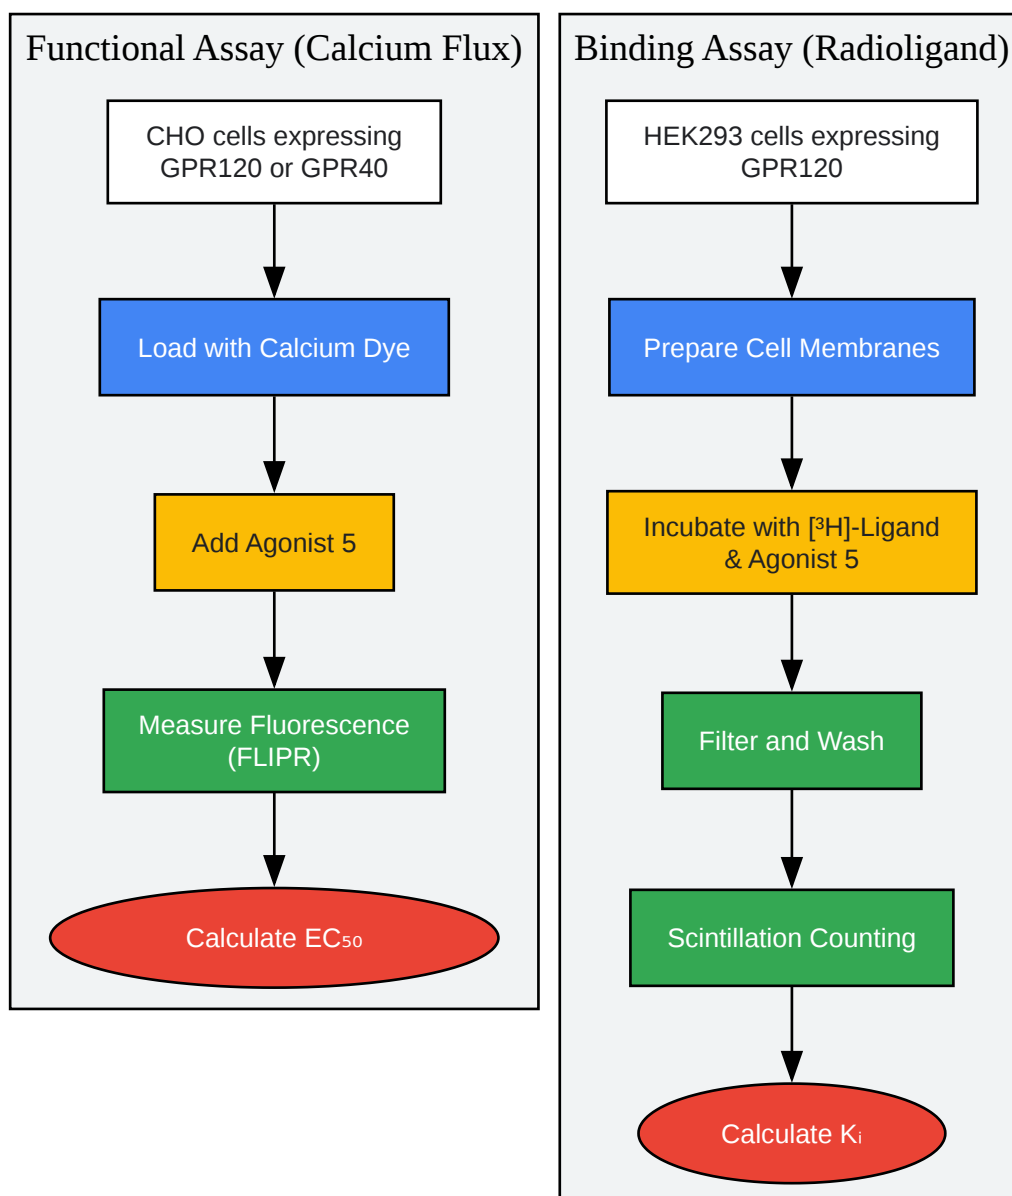 Functional Assay (Calcium Flux)
CHO cells expressing
GPR120 or GPR40
Load with Calcium Dye
Add Agonist 5
Measure Fluorescence
(FLIPR)
Calculate EC₅₀
Binding Assay (Radioligand)
HEK293 cells expressing
GPR120
Prepare Cell Membranes
Incubate with [³H]-Ligand
& Agonist 5
Filter and Wash
Scintillation Counting
Calculate Kᵢ